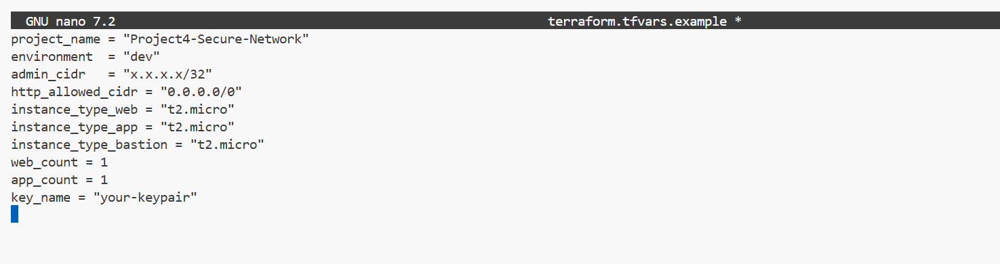 GNU nano 7.2 terraform.tfvars.example *
project_name = "Project4-Secure-Network"
environment  = "dev"
admin_cidr   = "x.x.x.x/32"
http_allowed_cidr = "0.0.0.0/0"
instance_type_web = "t2.micro"
instance_type_app = "t2.micro"
instance_type_bastion = "t2.micro"
web_count = 1
app_count = 1
key_name = "your-keypair"